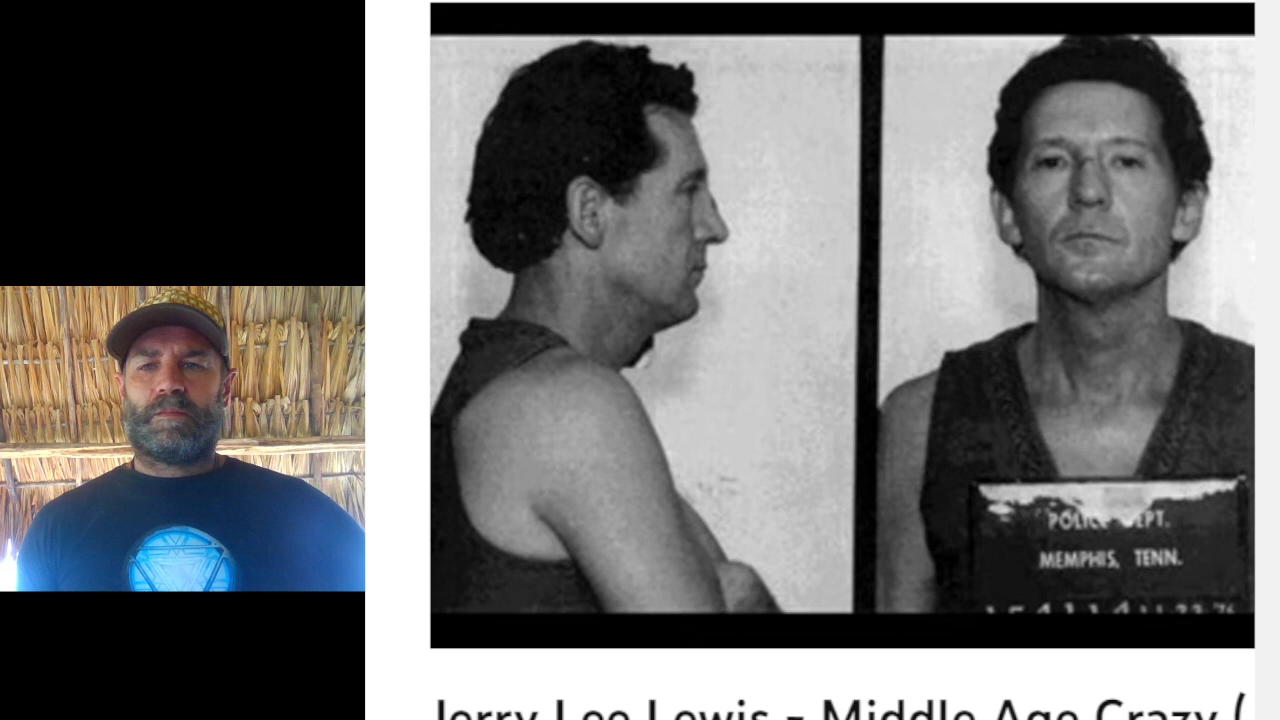 POLICE DEPT.
MEMPHIS, TENN.
Jerry Lee Lewis - Middle Age Crazy (